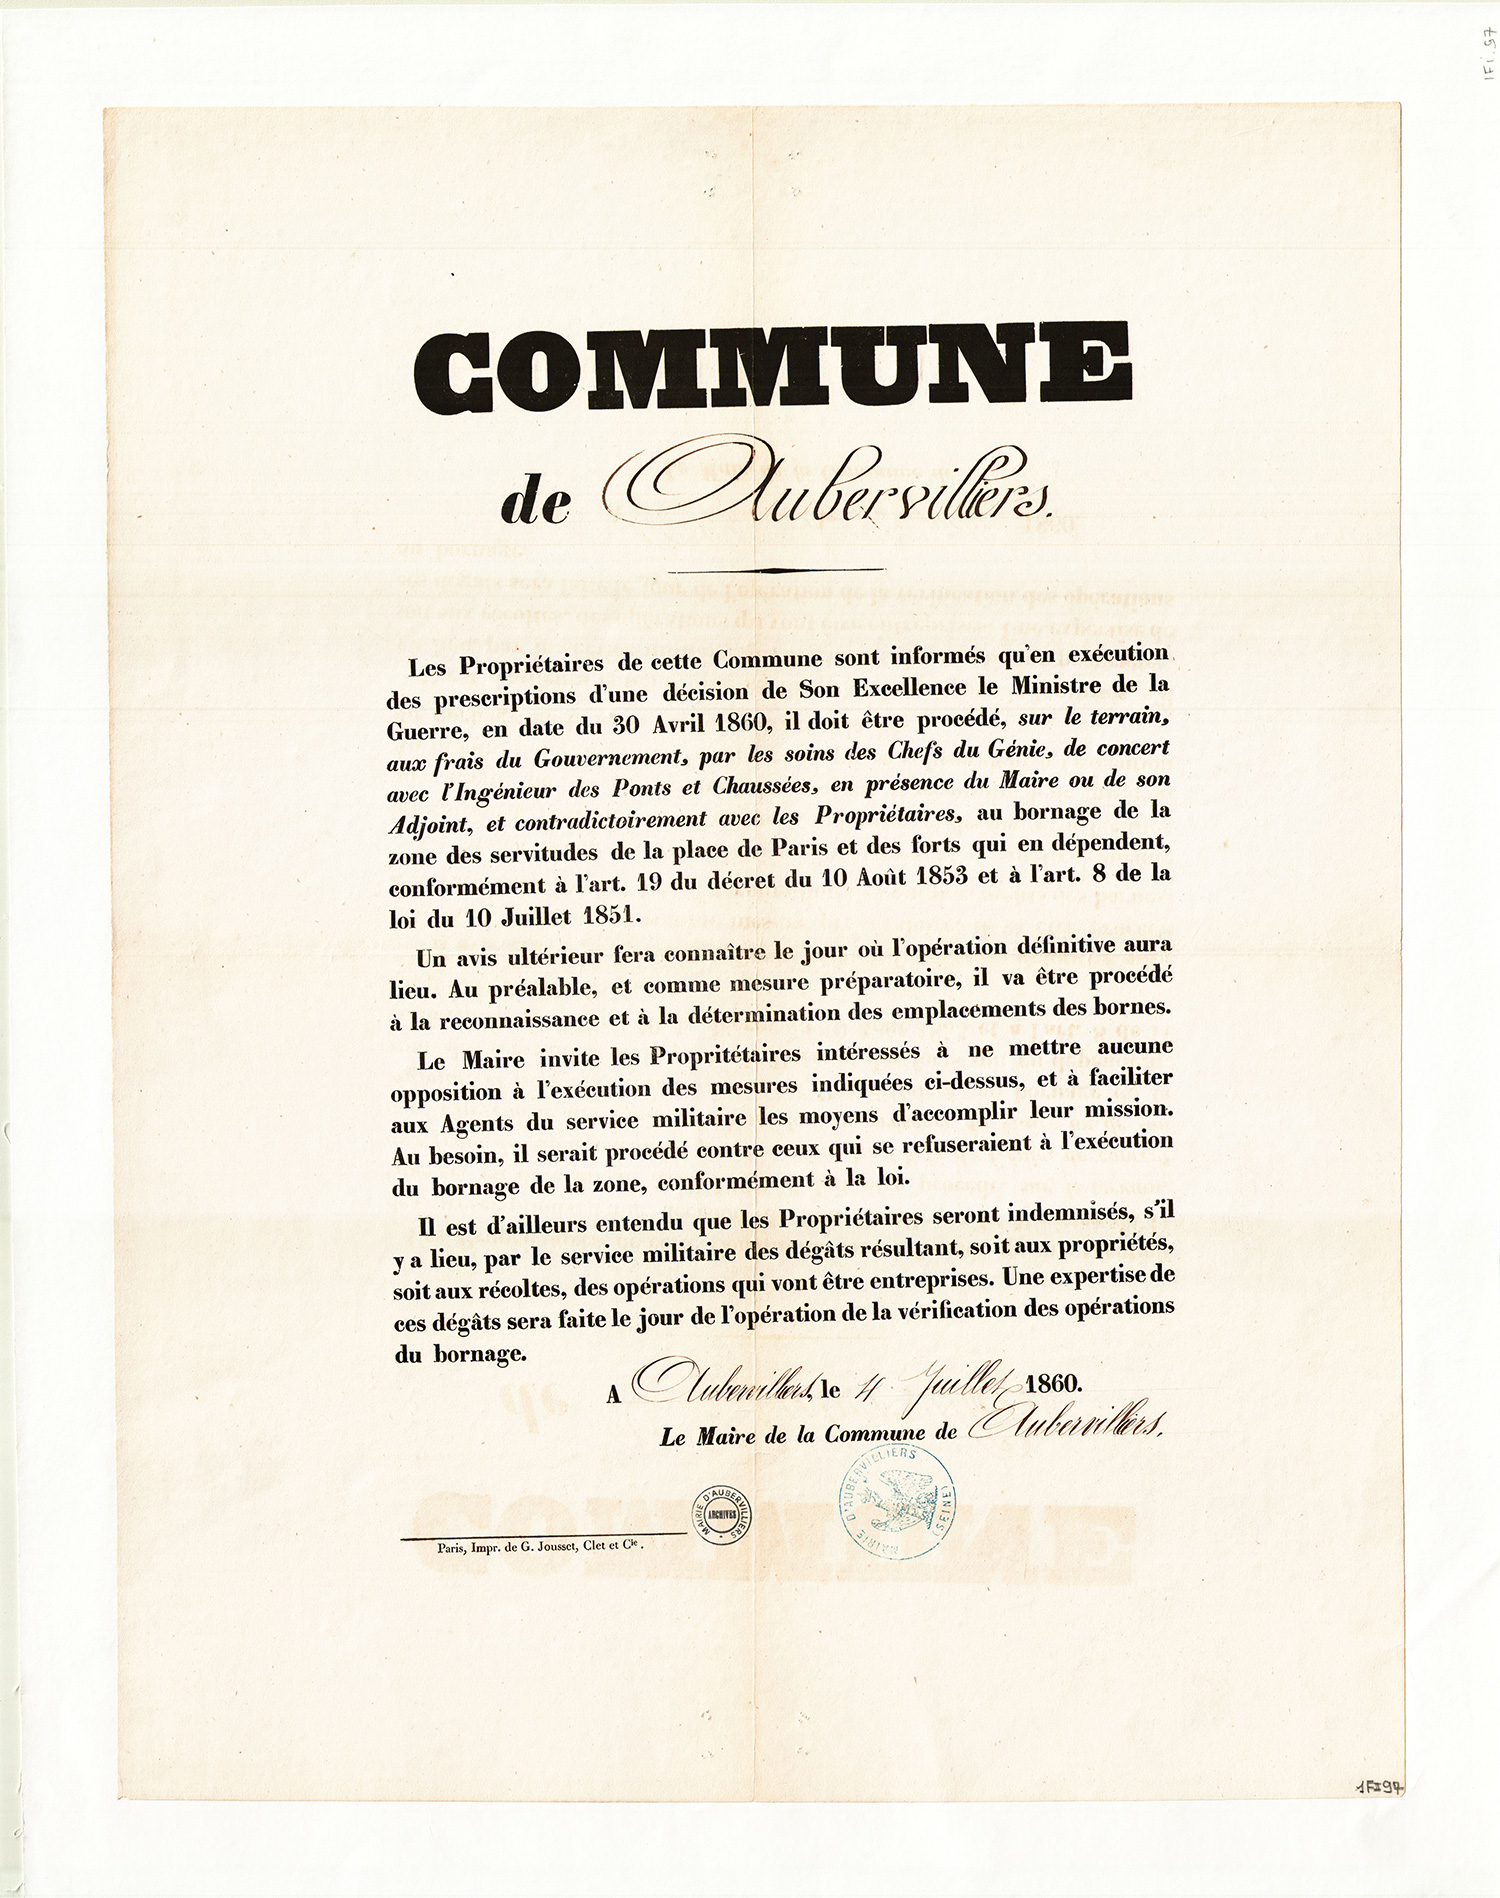 1Fi.97
COMMUNE
de Aubervilliers.
Les Propriétaires de cette Commune sont informés qu'en exécution
des prescriptions d'une décision de Son Excellence le Ministre de la
Guerre, en date du 30 Avril 1860, il doit être procédé, sur le terrain,
aux frais du Gouvernement, par les soins des Chefs du Génie, de concert
avec l'Ingénieur des Ponts et Chaussées, en présence du Maire ou de son
Adjoint, et contradictoirement avec les Propriétaires, au bornage de la
zone des servitudes de la place de Paris et des forts qui en dépendent,
conformément à l'art. 19 du décret du 10 Août 1853 et à l'art. 8 de la
loi du 10 Juillet 1851.
Un avis ultérieur fera connaître le jour où l'opération définitive aura
lieu. Au préalable, et comme mesure préparatoire, il va être procédé
à la reconnaissance et à la détermination des emplacements des bornes.
Le Maire invite les Propritétaires intéressés à ne mettre aucune
opposition à l'exécution des mesures indiquées ci-dessus, et à faciliter
aux Agents du service militaire les moyens d'accomplir leur mission.
Au besoin, il serait procédé contre ceux qui se refuseraient à l'exécution
du bornage de la zone, conformément à la loi.
Il est d'ailleurs entendu que les Propriétaires seront indemnisés, s'il
y a lieu, par le service militaire des dégâts résultant, soit aux propriétés,
soit aux récoltes, des opérations qui vont être entreprises. Une expertise de
ces dégâts sera faite le jour de l'opération de la vérification des opérations
du bornage.
A Aubervilliers, le 4 Juillet 1860.
Le Maire de la Commune de Aubervilliers.
MAIRIE D'AUBERVILLIERS (SEINE)
MAIRIE D'AUBERVILLIERS
ARCHIVES
Paris, Impr. de G. Jousset, Clet et Cie.
1Fi97